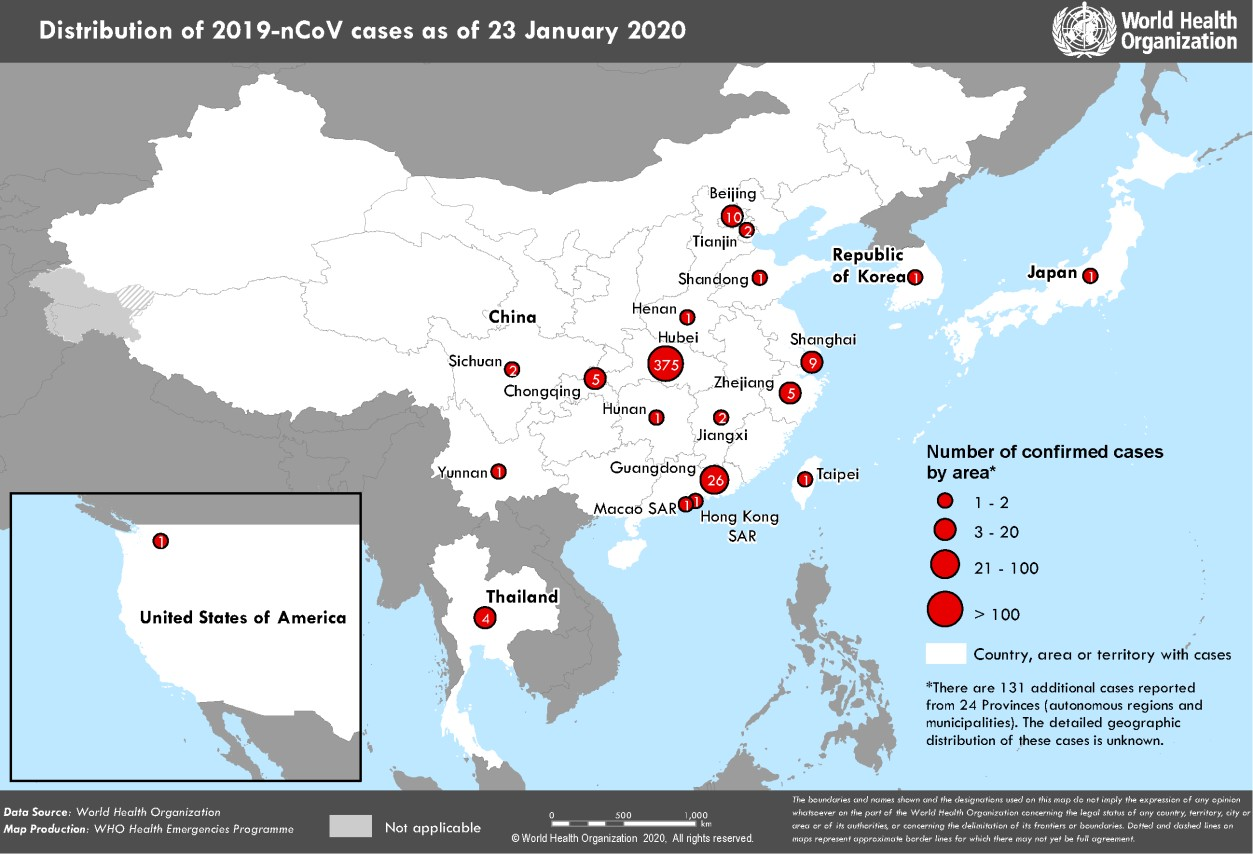 Distribution of 2019-nCoV cases as of 23 January 2020
World Health
Organization
Beijing
10
2
Tianjin
Shandong 1
Republic
of Korea 1
Japan 1
Henan 1
China
Hubei
375
Shanghai
9
Sichuan 2
Chongqing 5
Zhejiang 5
Hunan 1
2
Jiangxi
Yunnan 1
Guangdong
26
1 Taipei
Macao SAR 1
1
Hong Kong
SAR
1
United States of America
Thailand
4
Number of confirmed cases
by area*
1 - 2
3 - 20
21 - 100
> 100
Country, area or territory with cases
*There are 131 additional cases reported
from 24 Provinces (autonomous regions and
municipalities). The detailed geographic
distribution of these cases is unknown.
Data Source: World Health Organization
Map Production: WHO Health Emergencies Programme
Not applicable
0 500 1,000
km
© World Health Organization 2020, All rights reserved.
The boundaries and names shown and the designations used on this map do not imply the expression of any opinion
whatsoever on the part of the World Health Organization concerning the legal status of any country, territory, city or
area or of its authorities, or concerning the delimitation of its frontiers or boundaries. Dotted and dashed lines on
maps represent approximate border lines for which there may not yet be full agreement.